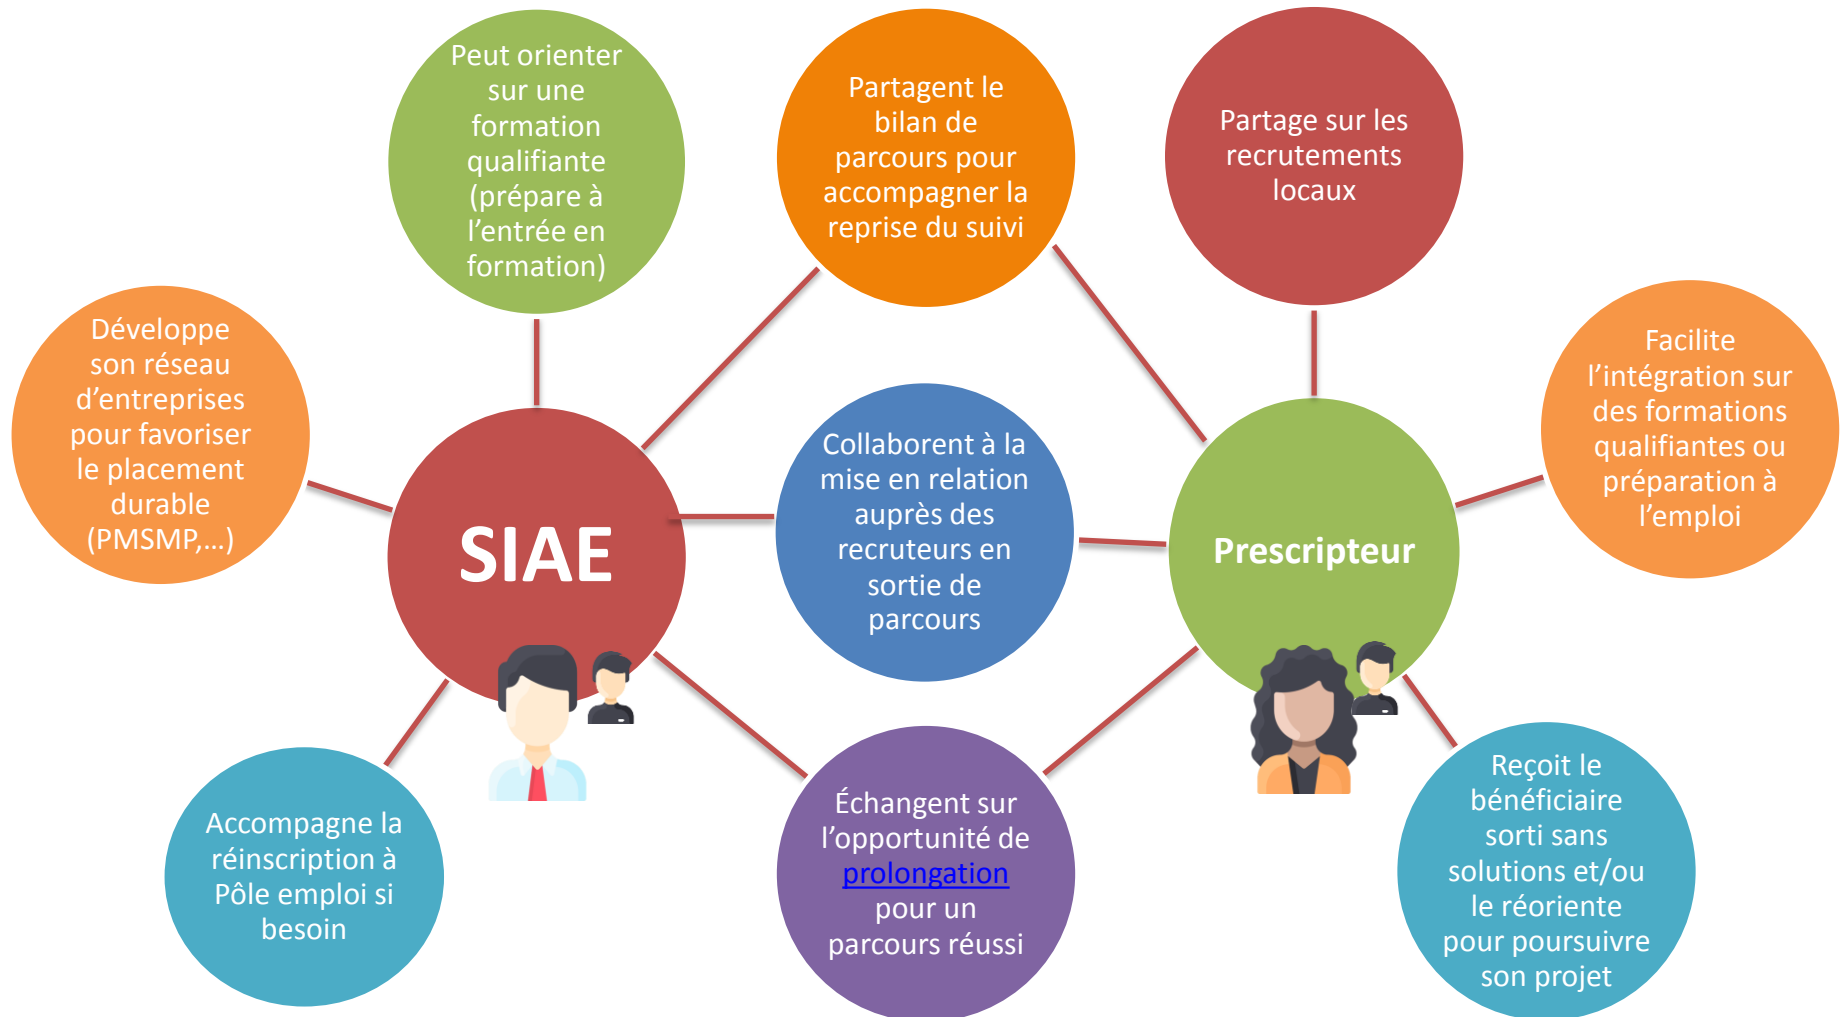 Peut orienter
sur une
formation
qualifiante
(prépare à
l’entrée en
formation)
Partagent le
bilan de
parcours pour
accompagner la
reprise du suivi
Partage sur les
recrutements
locaux
Développe
son réseau
d’entreprises
pour favoriser
le placement
durable
(PMSMP,…)
SIAE
Collaborent à la
mise en relation
auprès des
recruteurs en
sortie de
parcours
Prescripteur
Facilite
l’intégration sur
des formations
qualifiantes ou
préparation à
l’emploi
Accompagne la
réinscription à
Pôle emploi si
besoin
Échangent sur
l’opportunité de
prolongation
pour un
parcours réussi
Reçoit le
bénéficiaire
sorti sans
solutions et/ou
le réoriente
pour poursuivre
son projet